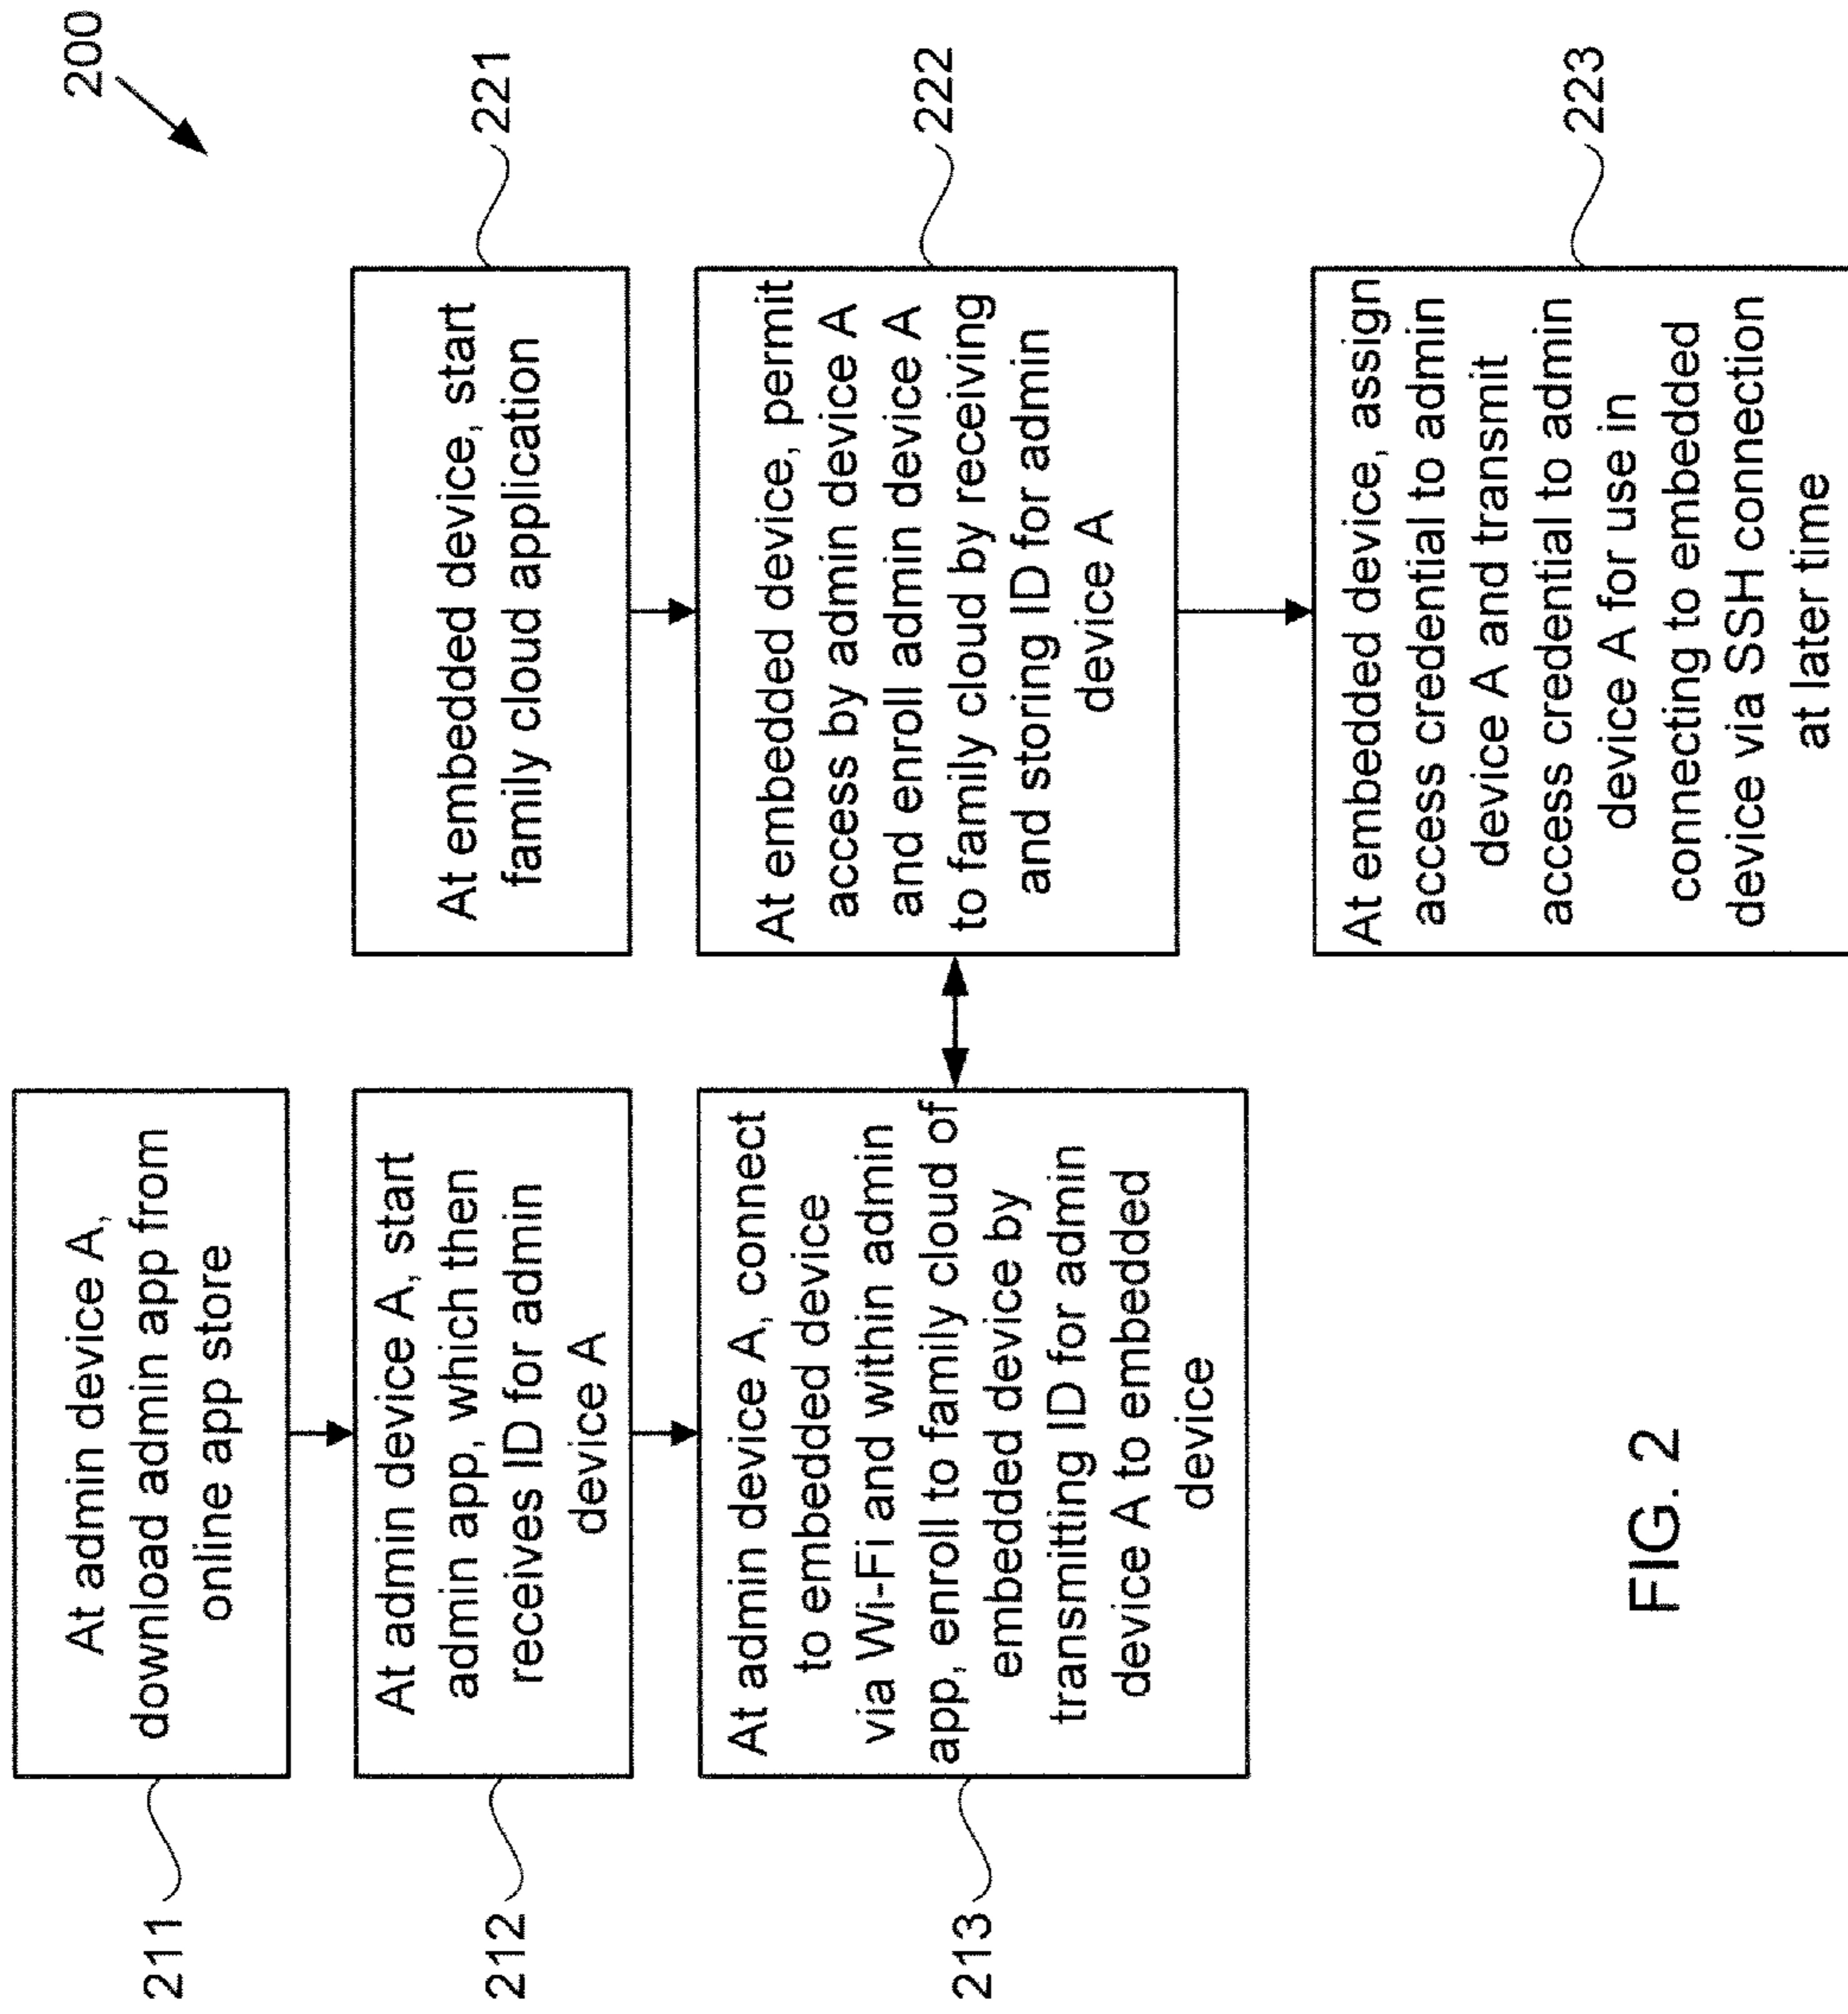 200
211
At admin device A,
download admin app from
online app store
212
At admin device A, start
admin app, which then
receives ID for admin
device A
213
At admin device A, connect
to embedded device
via Wi-Fi and within admin
app, enroll to family cloud of
embedded device by
transmitting ID for admin
device A to embedded
device
221
At embedded device, start
family cloud application
222
At embedded device, permit
access by admin device A
and enroll admin device A
to family cloud by receiving
and storing ID for admin
device A
223
At embedded device, assign
access credential to admin
device A and transmit
access credential to admin
device A for use in
connecting to embedded
device via SSH connection
at later time
FIG. 2